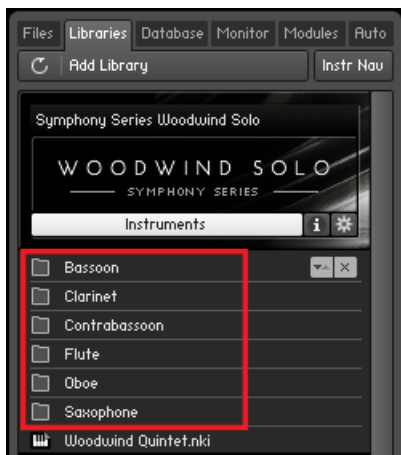 Files Libraries Database Monitor Modules Auto
Add Library Instr Nav
Symphony Series Woodwind Solo
WOODWIND SOLO
SYMPHONY SERIES
Instruments i
Bassoon
Clarinet
Contrabassoon
Flute
Oboe
Saxophone
Woodwind Quintet.nki